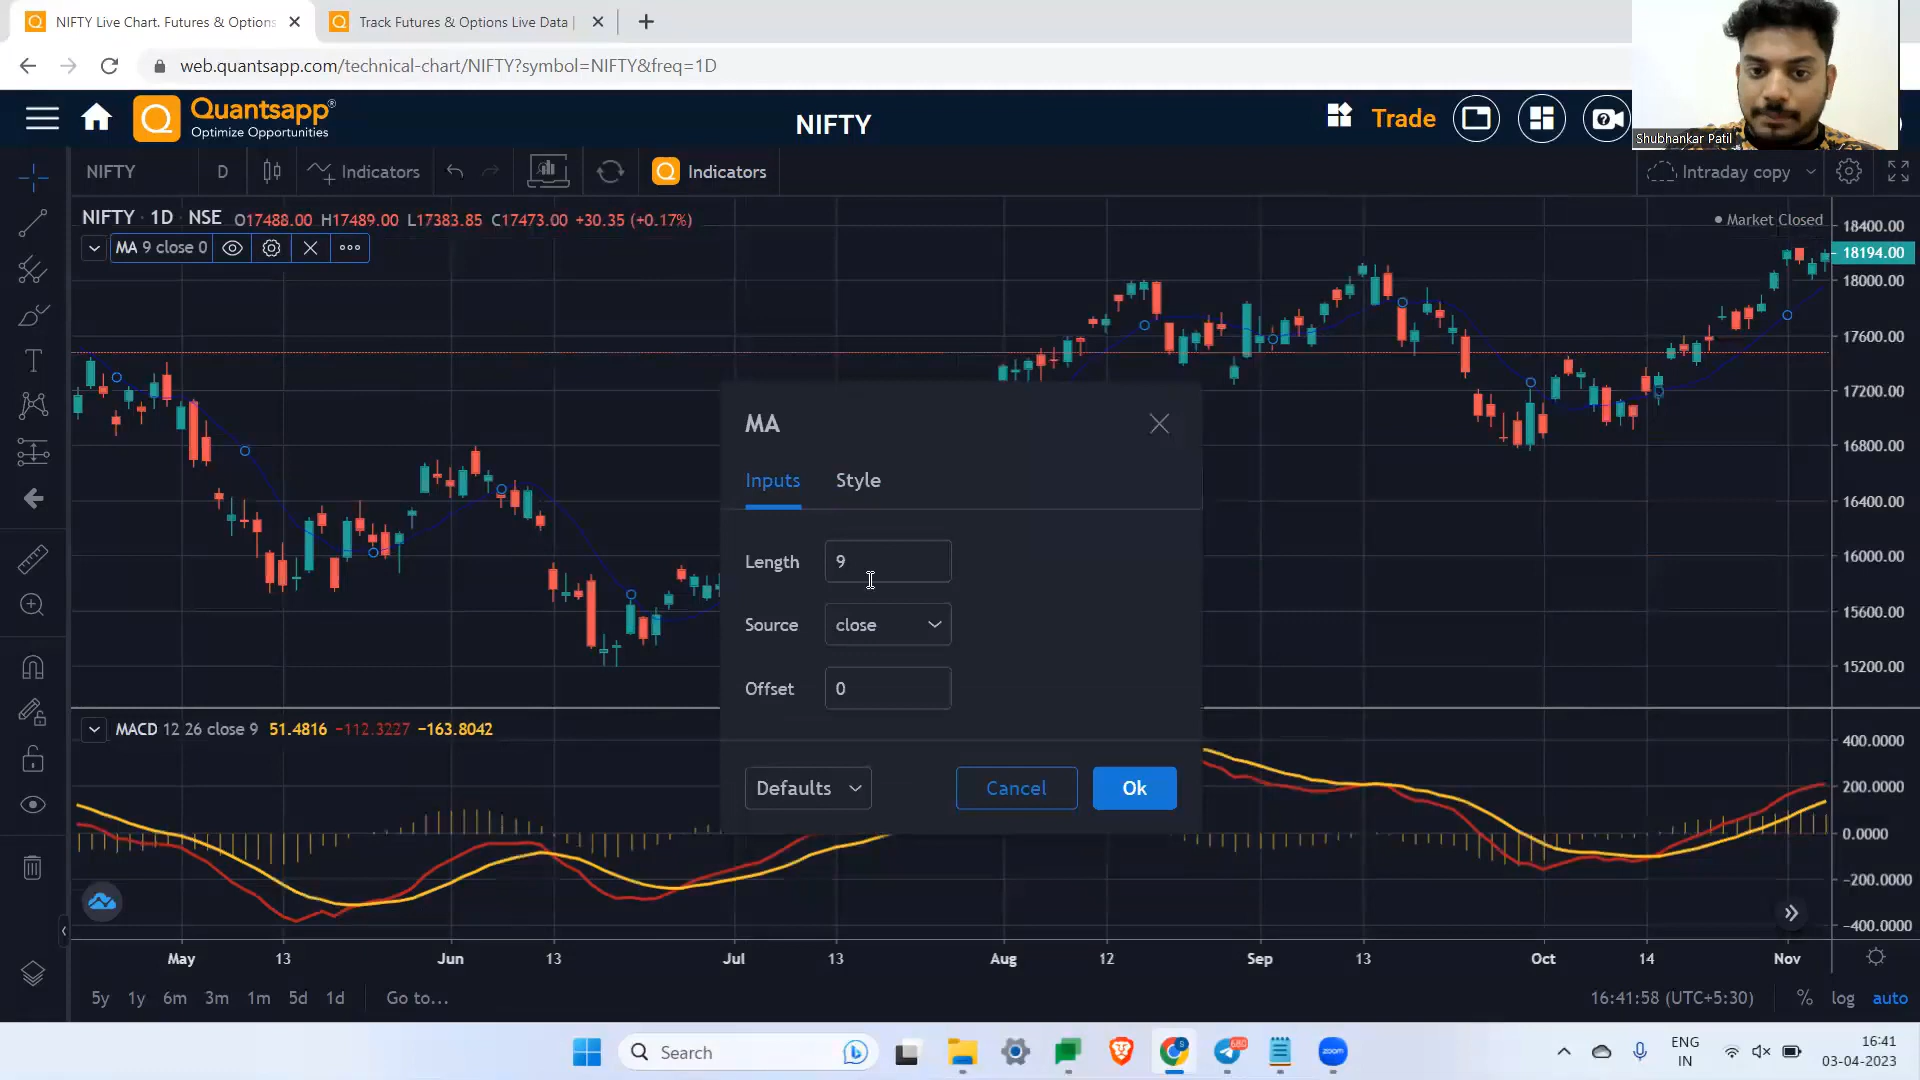 NIFTY Live Chart. Futures & Options
Track Futures & Options Live Data |
web.quantsapp.com/technical-chart/NIFTY?symbol=NIFTY&freq=1D
Quantsapp®
Optimize Opportunities
NIFTY
Trade
Shubhankar Patil
NIFTY D Indicators Indicators Intraday copy
NIFTY · 1D · NSE O17488.00 H17489.00 L17383.85 C17473.00 +30.35 (+0.17%)
Market Closed
MA 9 close 0
18400.00
18194.00
18000.00
17600.00
17200.00
16800.00
16400.00
16000.00
15600.00
15200.00
MA
Inputs Style
Length 9
Source close
Offset 0
Defaults Cancel Ok
MACD 12 26 close 9 51.4816 −112.3227 −163.8042
400.0000
200.0000
0.0000
−200.0000
−400.0000
May 13 Jun 13 Jul 13 Aug 12 Sep 13 Oct 14 Nov
5y 1y 6m 3m 1m 5d 1d Go to... 16:41:58 (UTC+5:30) % log auto
Search
680
zoom
ENG
IN
16:41
03-04-2023